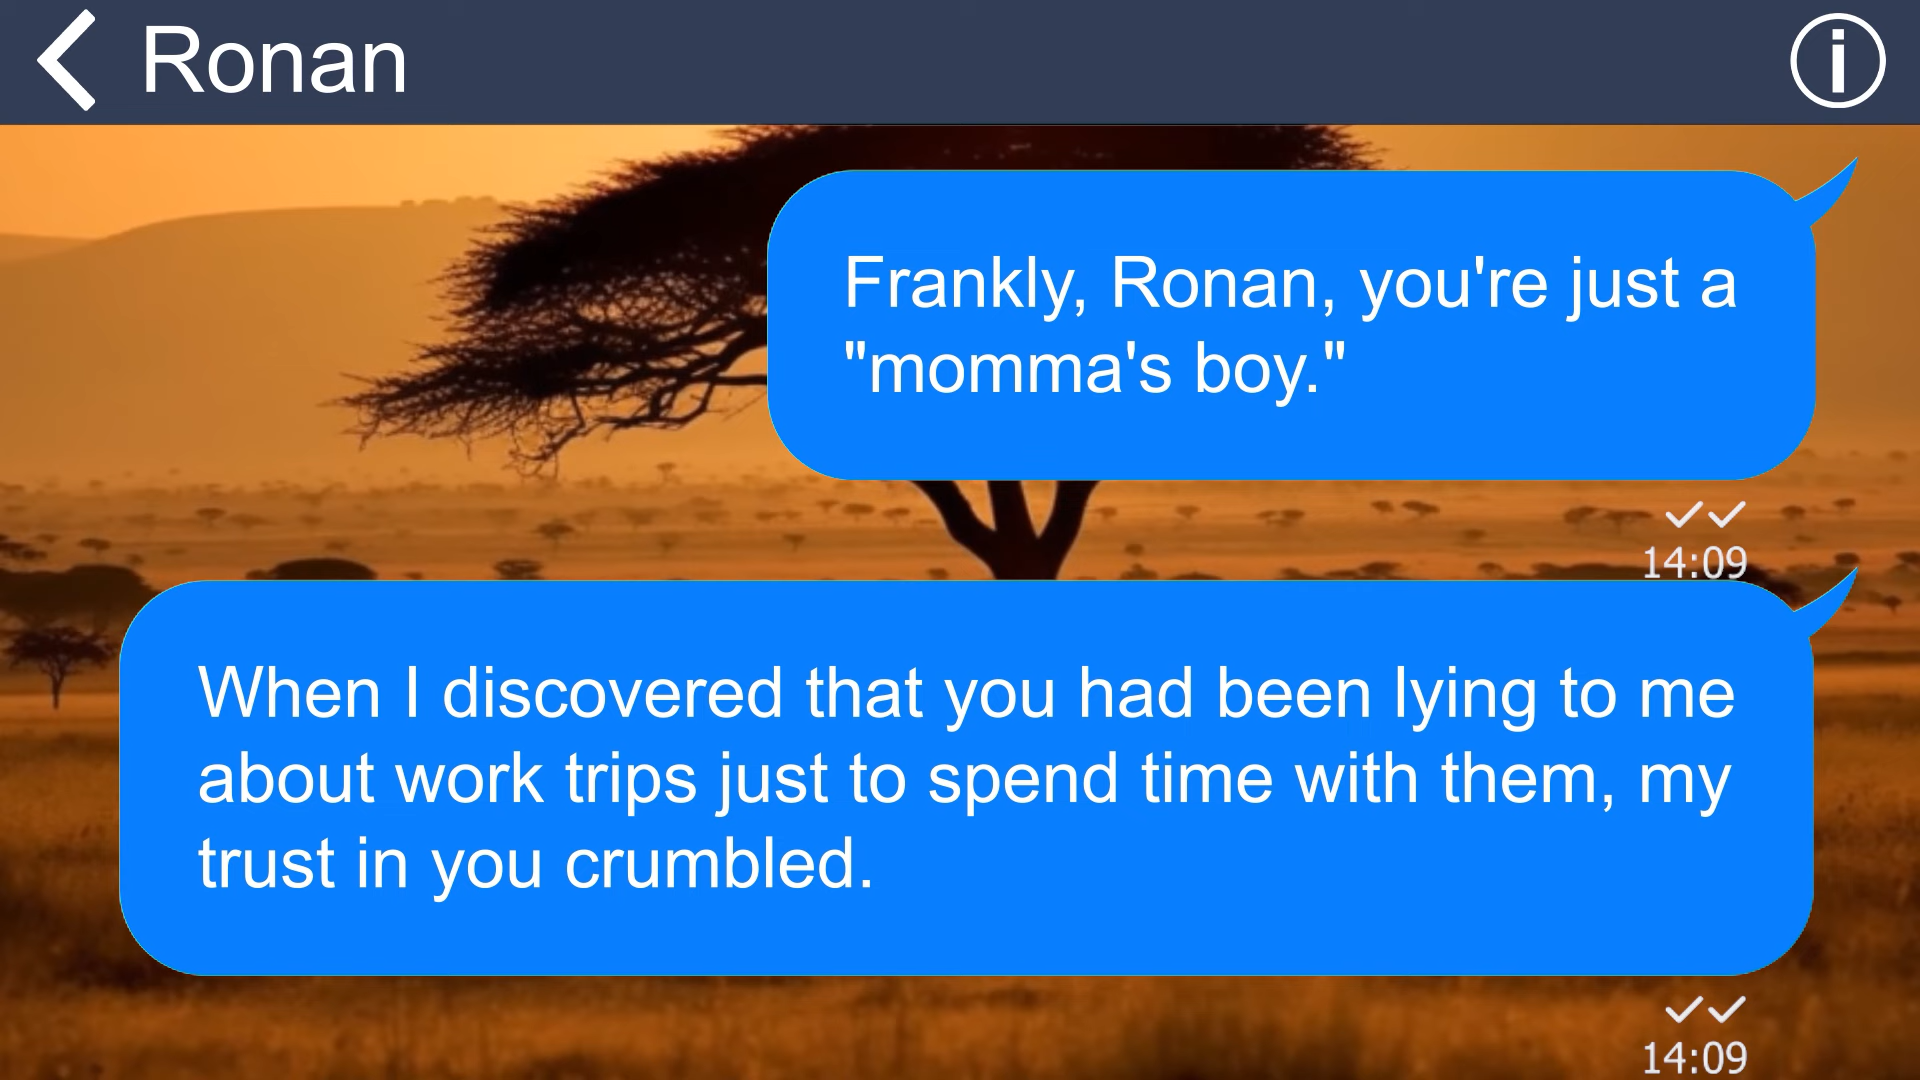 Ronan
Frankly, Ronan, you're just a
"momma's boy."
14:09
When I discovered that you had been lying to me
about work trips just to spend time with them, my
trust in you crumbled.
14:09